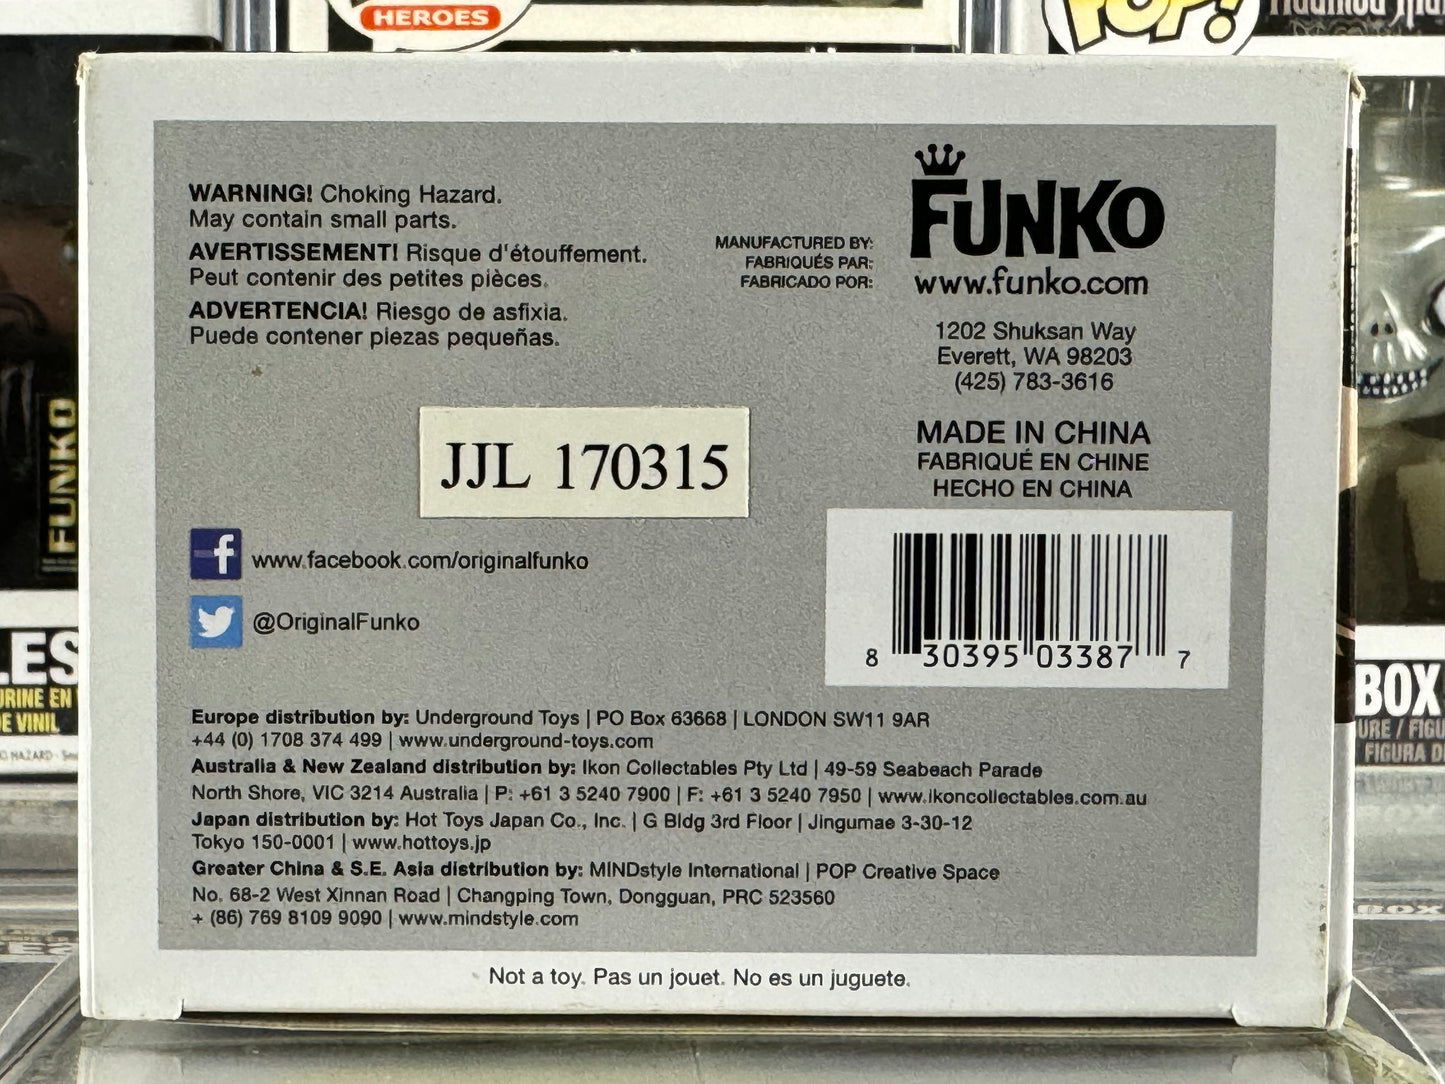 HEROES
POP!
WARNING! Choking Hazard.
May contain small parts.
AVERTISSEMENT! Risque d'étouffement.
Peut contenir des petites pièces.
ADVERTENCIA! Riesgo de asfixia.
Puede contener piezas pequeñas.
MANUFACTURED BY:
FABRIQUÉS PAR:
FABRICADO POR:
FUNKO
www.funko.com
1202 Shuksan Way
Everett, WA 98203
(425) 783-3616
MADE IN CHINA
FABRIQUÉ EN CHINE
HECHO EN CHINA
JJL 170315
www.facebook.com/originalfunko
@OriginalFunko
8 30395 03387 7
Europe distribution by: Underground Toys | PO Box 63668 | LONDON SW11 9AR
+44 (0) 1708 374 499 | www.underground-toys.com
Australia & New Zealand distribution by: Ikon Collectables Pty Ltd | 49-59 Seabeach Parade
North Shore, VIC 3214 Australia | P: +61 3 5240 7900 | F: +61 3 5240 7950 | www.ikoncollectables.com.au
Japan distribution by: Hot Toys Japan Co., Inc. | G Bldg 3rd Floor | Jingumae 3-30-12
Tokyo 150-0001 | www.hottoys.jp
Greater China & S.E. Asia distribution by: MINDstyle International | POP Creative Space
No. 68-2 West Xinnan Road | Changping Town, Dongguan, PRC 523560
+ (86) 769 8109 9090 | www.mindstyle.com
Not a toy. Pas un jouet. No es un juguete.
FUNKO
LES
URINE EN
DE VINIL
BOX
URE / FIGU
FIGURA D